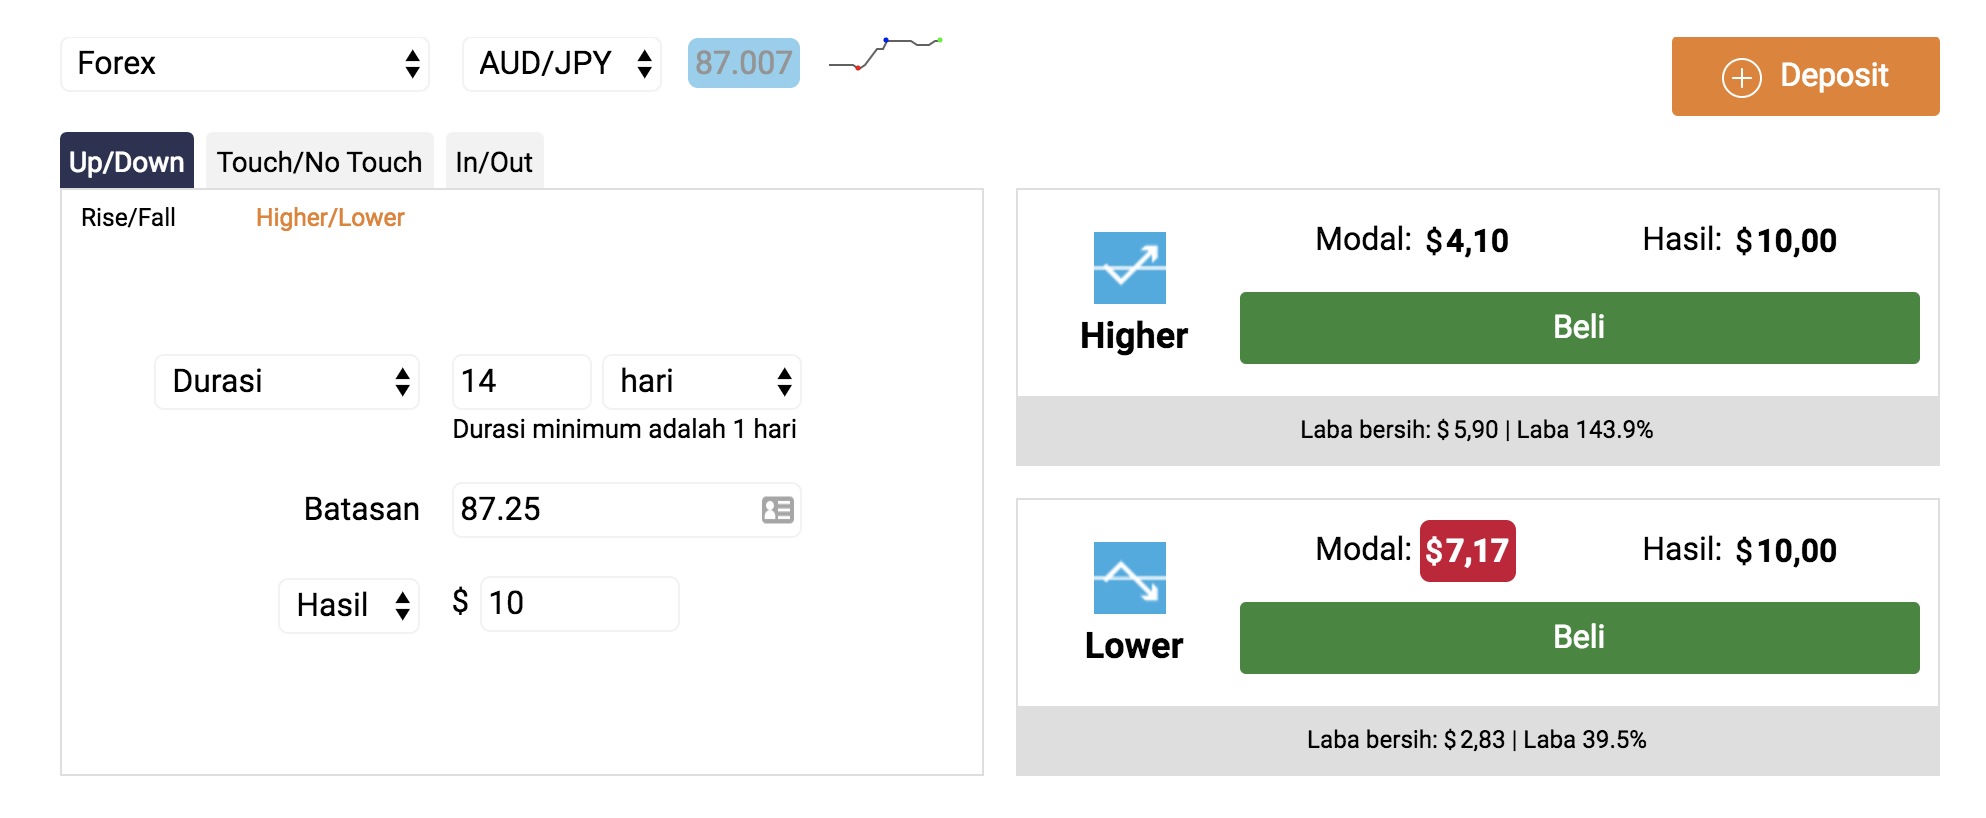 Forex AUD/JPY 87.007
Deposit
Up/Down Touch/No Touch In/Out
Rise/Fall Higher/Lower
Durasi 14 hari
Durasi minimum adalah 1 hari
Batasan 87.25
Hasil $ 10
Modal: $4,10 Hasil: $10,00
Higher
Beli
Laba bersih: $5,90 | Laba 143.9%
Modal: $7,17 Hasil: $10,00
Lower
Beli
Laba bersih: $2,83 | Laba 39.5%